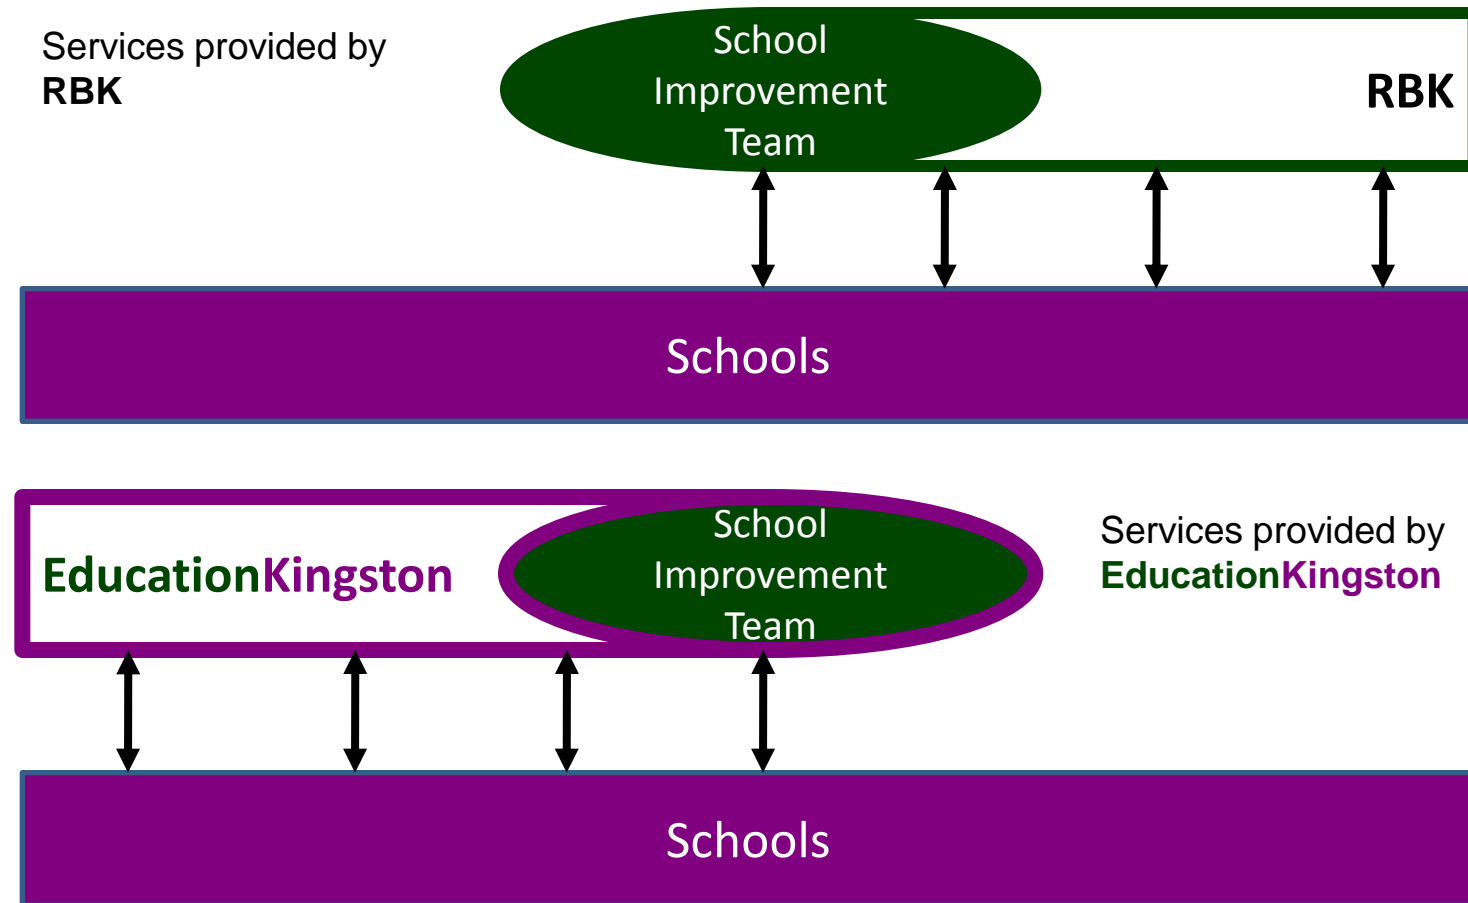 Services provided by
RBK
School
Improvement
Team
RBK
Schools
EducationKingston
School
Improvement
Team
Services provided by
EducationKingston
Schools